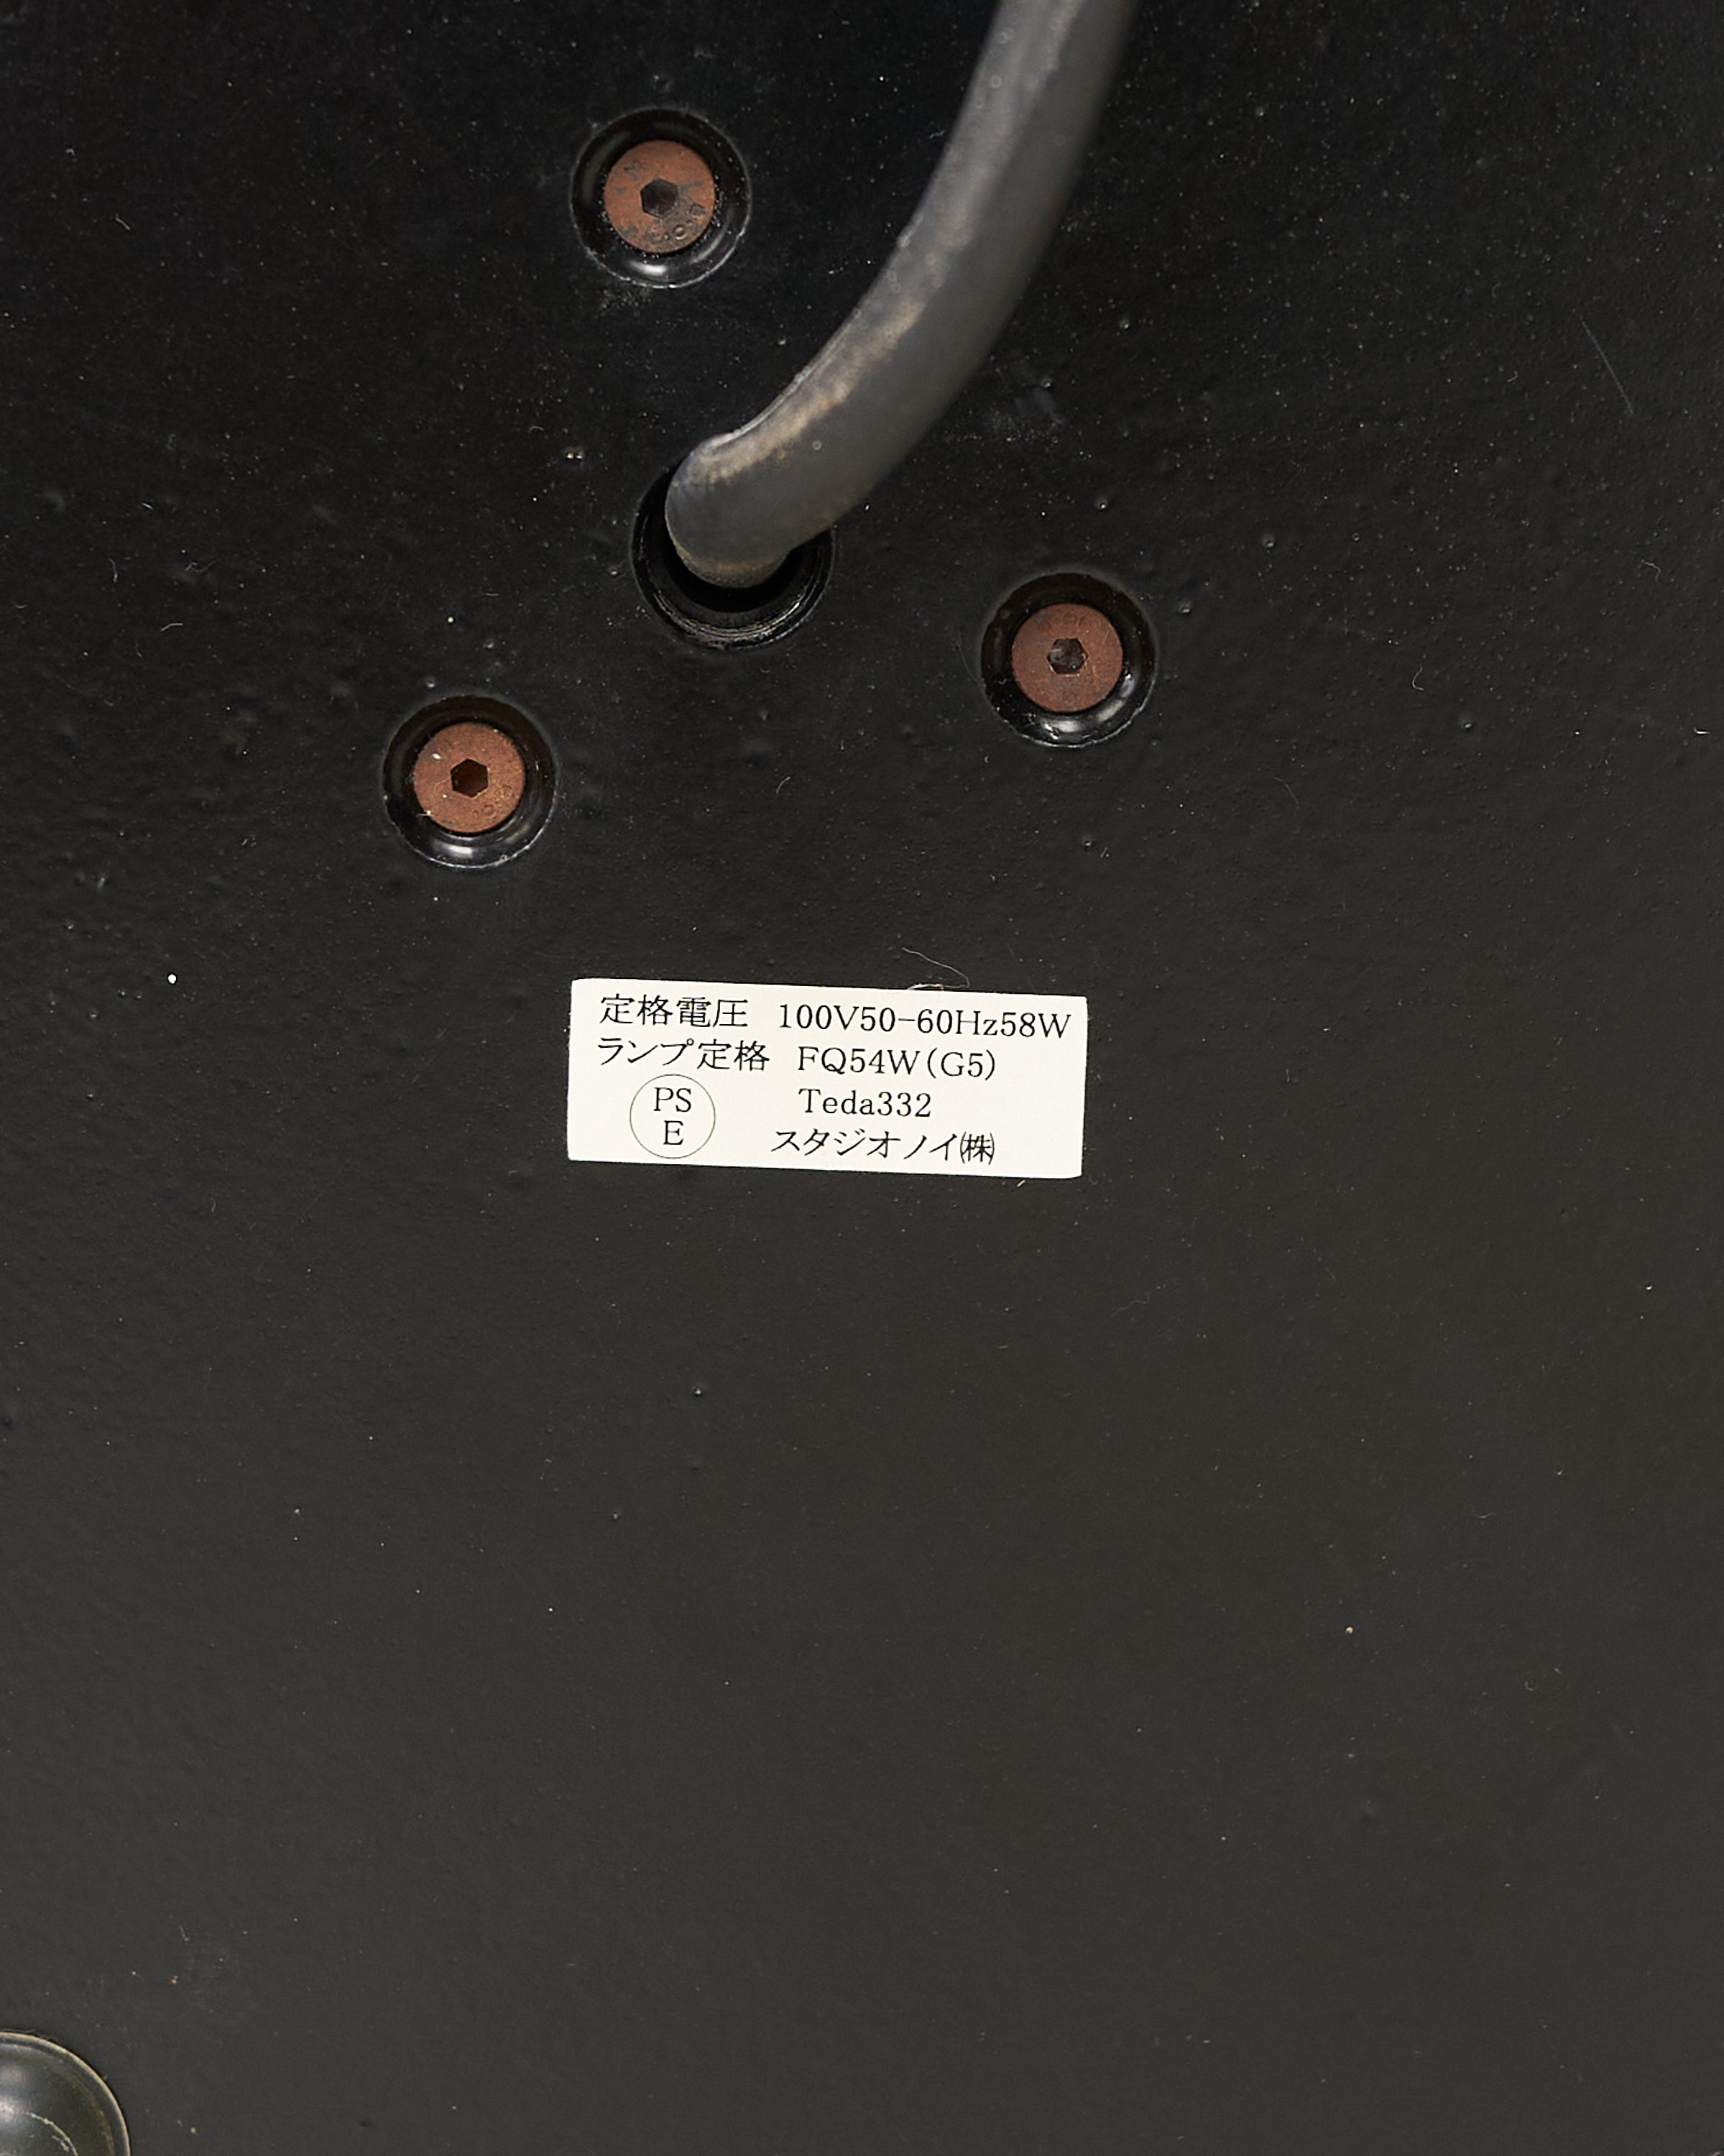 定格電圧 100V50-60Hz58W
ランプ定格 FQ54W(G5)
PS
E
Teda332
スタジオノイ㈱